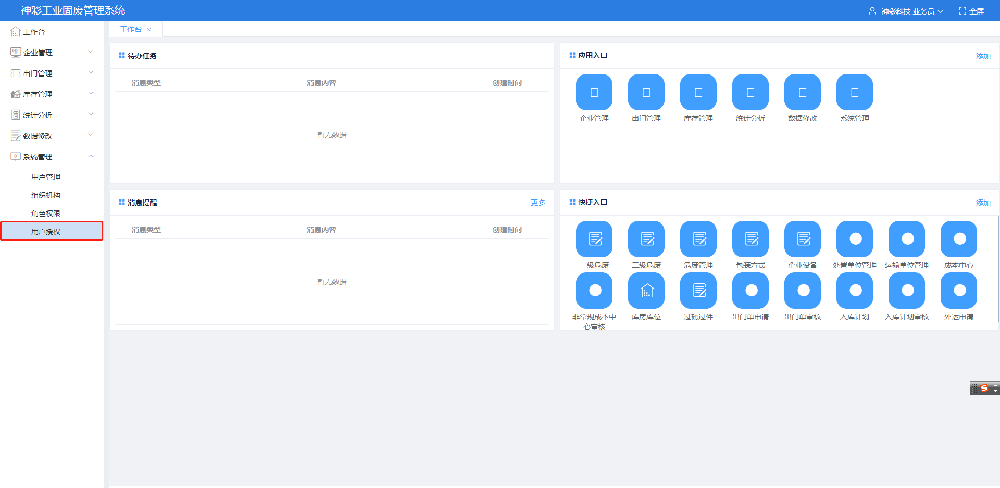 神彩工业固废管理系统
神彩科技 业务员
全屏
工作台
企业管理
出门管理
库存管理
统计分析
数据修改
系统管理
用户管理
组织机构
角色权限
用户授权
工作台
待办任务
消息类型 消息内容 创建时间
暂无数据
应用入口 添加
企业管理 出门管理 库存管理 统计分析 数据修改 系统管理
消息提醒 更多
消息类型 消息内容 创建时间
暂无数据
快捷入口 添加
一级危废 二级危废 危废管理 包装方式 企业设备 处置单位管理 运输单位管理 成本中心
非常规成本中 库房库位 过磅过件 出门单申请 出门单审核 入库计划 入库计划审核 外运申请
心审核